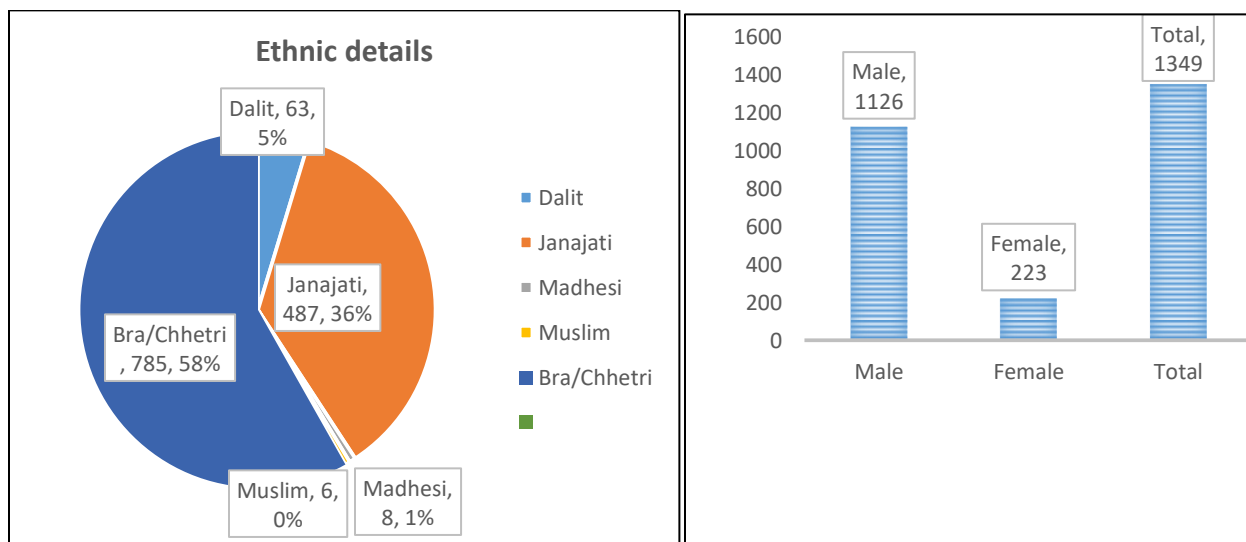 Ethnic details
Dalit, 63,
5%
Janajati,
487, 36%
Bra/Chhetri
, 785, 58%
Muslim, 6,
0%
Madhesi,
8, 1%
Dalit
Janajati
Madhesi
Muslim
Bra/Chhetri
1600
1400
1200
1000
800
600
400
200
0
Male,
1126
Female,
223
Total,
1349
Male
Female
Total